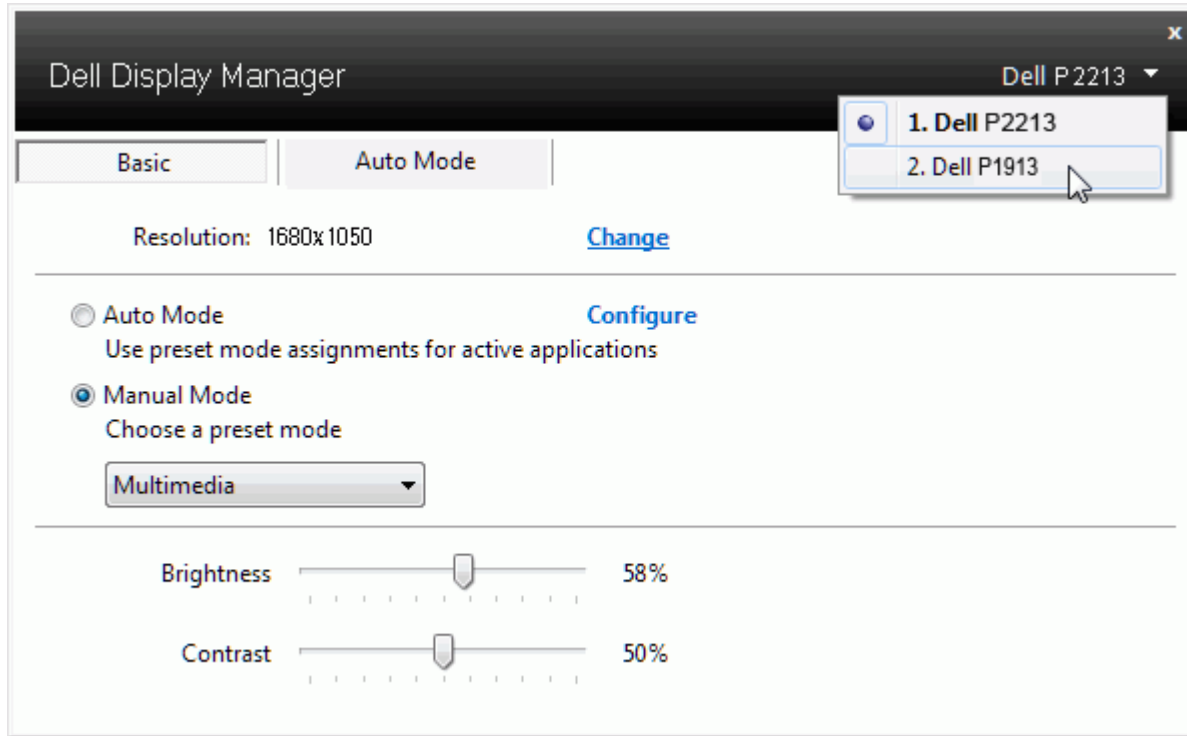 x
Dell Display Manager
Dell P2213
1. Dell P2213
2. Dell P1913
Basic
Auto Mode
Resolution: 1680x1050 Change
Auto Mode Configure
Use preset mode assignments for active applications
Manual Mode
Choose a preset mode
Multimedia
Brightness 58%
Contrast 50%